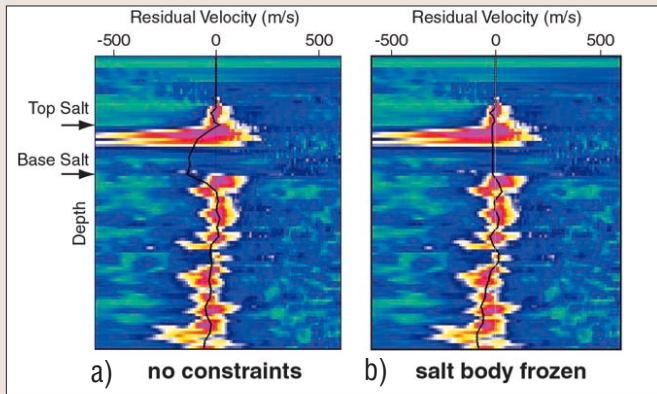 Residual Velocity (m/s)
-500 0 500
Residual Velocity (m/s)
-500 0 500
Top Salt
Base Salt
Depth
a) no constraints
b) salt body frozen